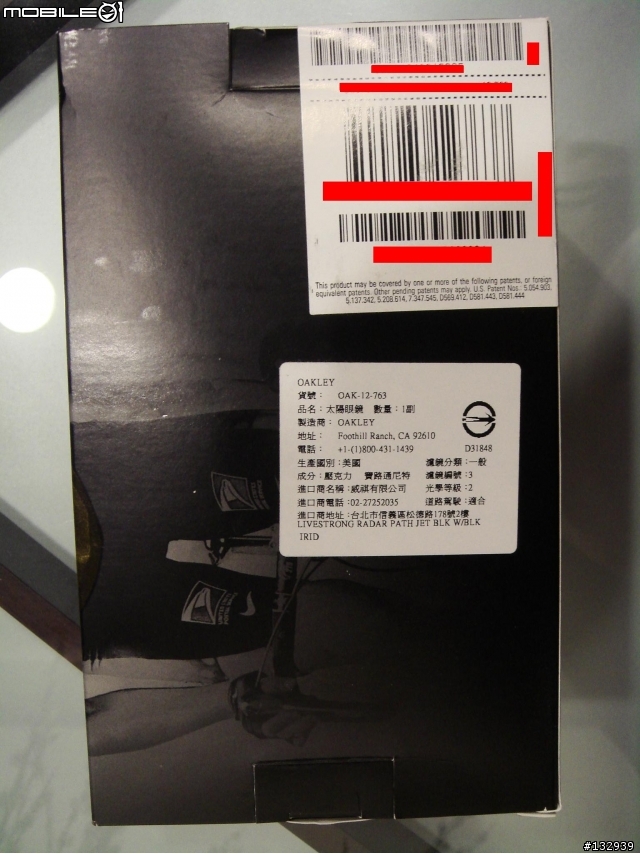 MOBILE01
This product may be covered by one or more of the following patents, or foreign
equivalent patents. Other pending patents may apply. U.S. Patent Nos.: 5,054,903,
5,137,342, 5,208,614, 7,347,545, D569,412, D581,443, D581,444
OAKLEY
貨號： OAK-12-763
品名：太陽眼鏡 數量：1副
製造商： OAKLEY
地址： Foothill Ranch, CA 92610
電話： +1-(1)800-431-1439
D31848
生產國別：美國 濾鏡分類：一般
成分：壓克力 寶路通尼特 濾鏡編號：3
進口商名稱：威祺有限公司 光學等級：2
進口商電話：02-27252035 道路駕駛：適合
進口商地址：台北市信義區松德路178號2樓
LIVESTRONG RADAR PATH JET BLK W/BLK
IRID
#132939